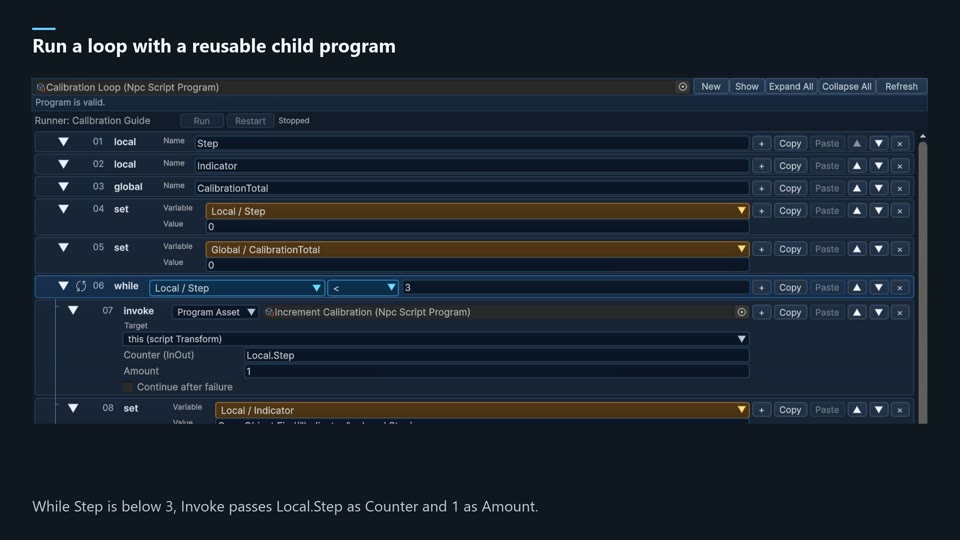 Run a loop with a reusable child program
Calibration Loop (Npc Script Program) New Show Expand All Collapse All Refresh
Program is valid.
Runner: Calibration Guide Run Restart Stopped
01 local Name Step + Copy Paste ▲ ▼ ×
02 local Name Indicator + Copy Paste ▲ ▼ ×
03 global Name CalibrationTotal + Copy Paste ▲ ▼ ×
04 set Variable Local / Step + Copy Paste ▲ ▼ ×
Value 0
05 set Variable Global / CalibrationTotal + Copy Paste ▲ ▼ ×
Value 0
06 while Local / Step < 3 + Copy Paste ▲ ▼ ×
07 invoke Program Asset Increment Calibration (Npc Script Program) + Copy Paste ▲ ▼ ×
Target
this (script Transform)
Counter (InOut) Local.Step
Amount 1
Continue after failure
08 set Variable Local / Indicator + Copy Paste ▲ ▼ ×
Value
While Step is below 3, Invoke passes Local.Step as Counter and 1 as Amount.